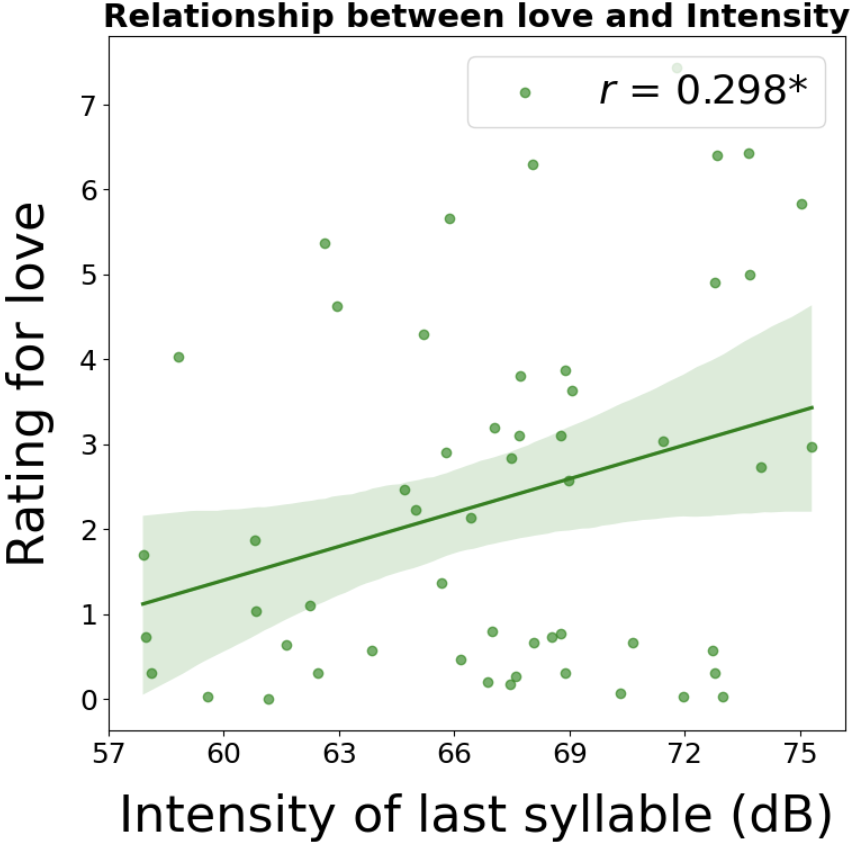 Relationship between love and Intensity
r = 0.298*
Rating for love
7
6
5
4
3
2
1
0
57 60 63 66 69 72 75
Intensity of last syllable (dB)